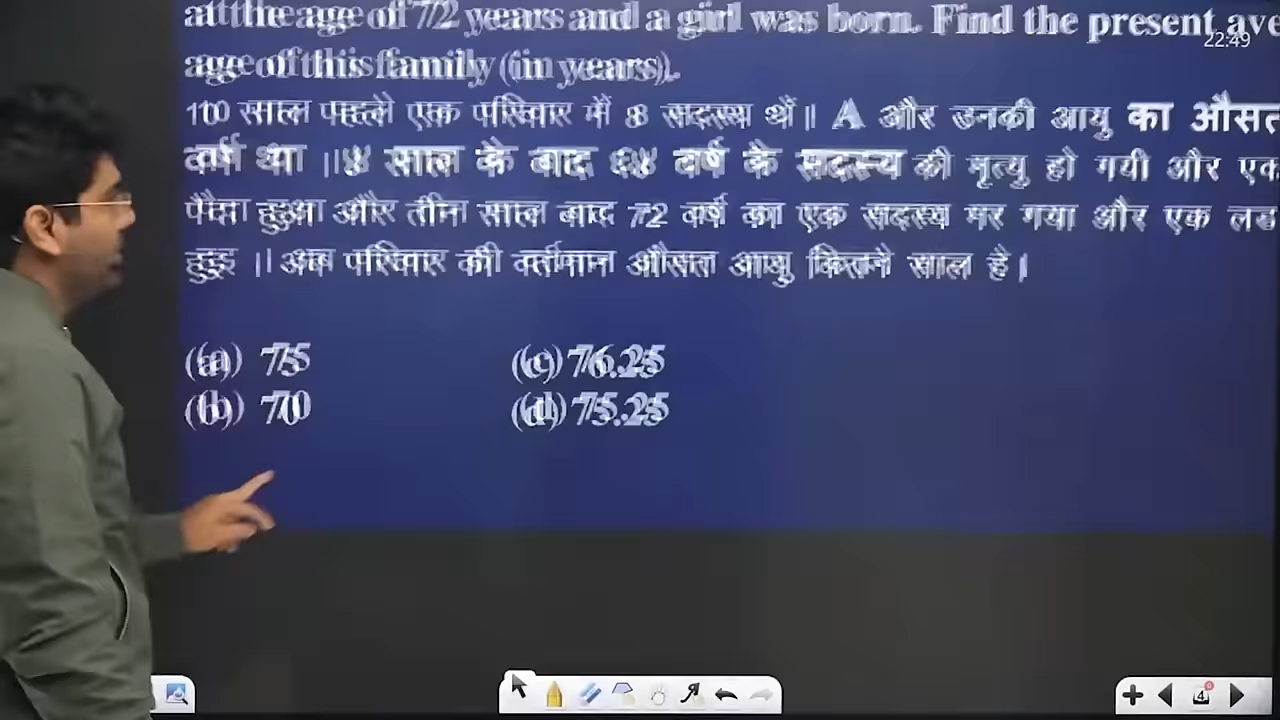 at the age of 72 years and a girl was born. Find the present ave
22:49
age of this family (in years).
10 साल पहले एक परिवार में 8 सदस्य थें। A और उनकी आयु का औसत
वर्ष था ।४ साल के बाद ६४ वर्ष के सदस्य की मृत्यु हो गयी और एक
पैदा हुआ और तीन साल बाद 72 वर्ष का एक सदस्य मर गया और एक लड
हुइ । अब परिवार की वर्तमान औसत आयु कितने साल है।
(a) 75
(c) 76.25
(b) 70
(d) 75.25
4